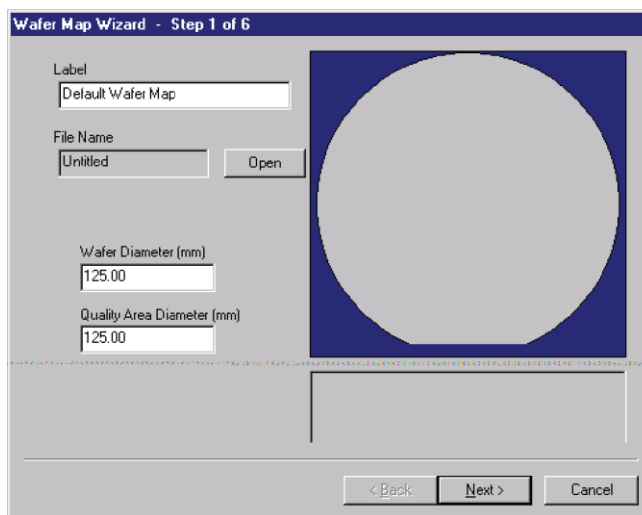 Wafer Map Wizard - Step 1 of 6
Label
Default Wafer Map
File Name
Untitled
Open
Wafer Diameter (mm)
125.00
Quality Area Diameter (mm)
125.00
< Back
Next >
Cancel